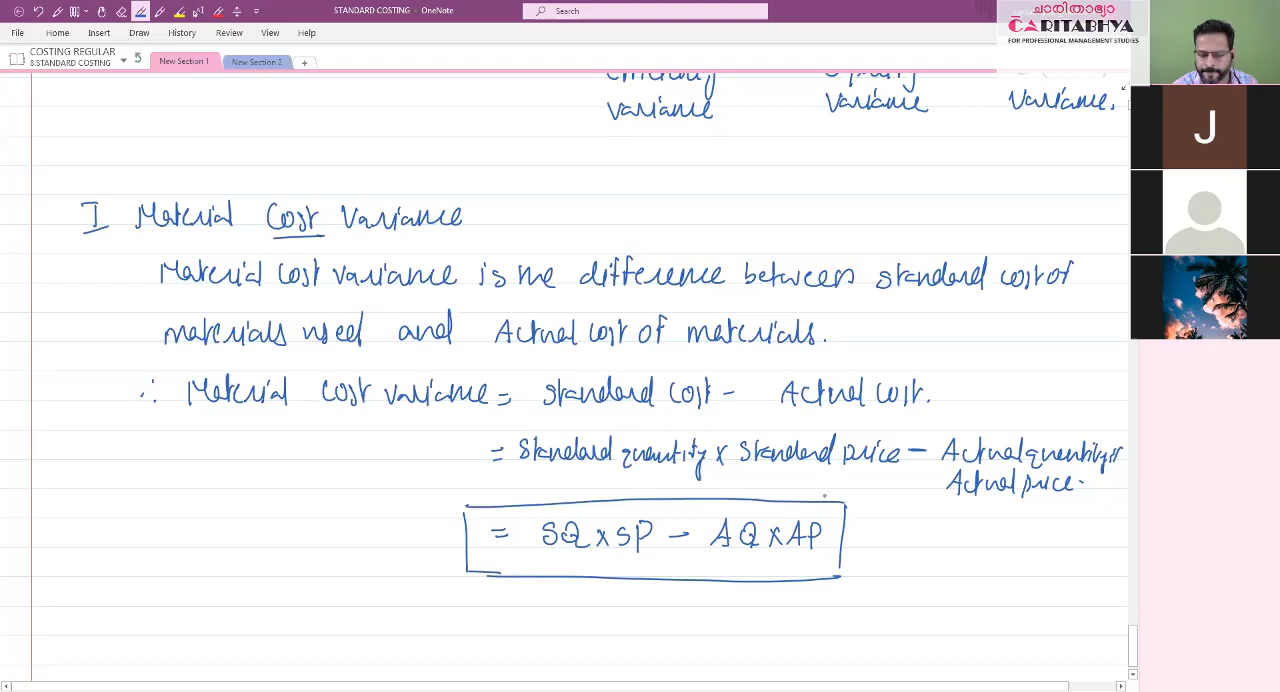 STANDARD COSTING - OneNote
Search
ചാരിതാഭ്യാ
CARITABHYA
FOR PROFESSIONAL MANAGEMENT STUDIES
File Home Insert Draw History Review View Help
COSTING REGULAR
8.STANDARD COSTING
New Section 1 New Section 2 +
variance variance variance.
I Material Cost Variance
Material cost variance is the difference between standard cost of
materials used and Actual cost of materials.
∴ Material cost variance = standard cost - Actual cost.
= Standard quantity x Standard price - Actual quantity x
Actual price.
= SQ x SP - AQ x AP
J